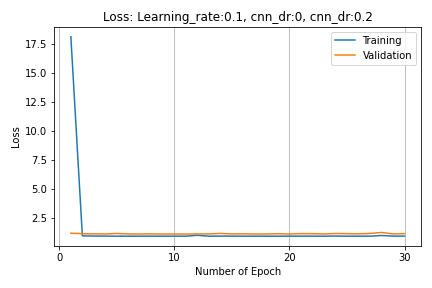 Loss: Learning_rate:0.1, cnn_dr:0, cnn_dr:0.2
Training
Validation
17.5
15.0
12.5
10.0
7.5
5.0
2.5
Loss
0
10
20
30
Number of Epoch